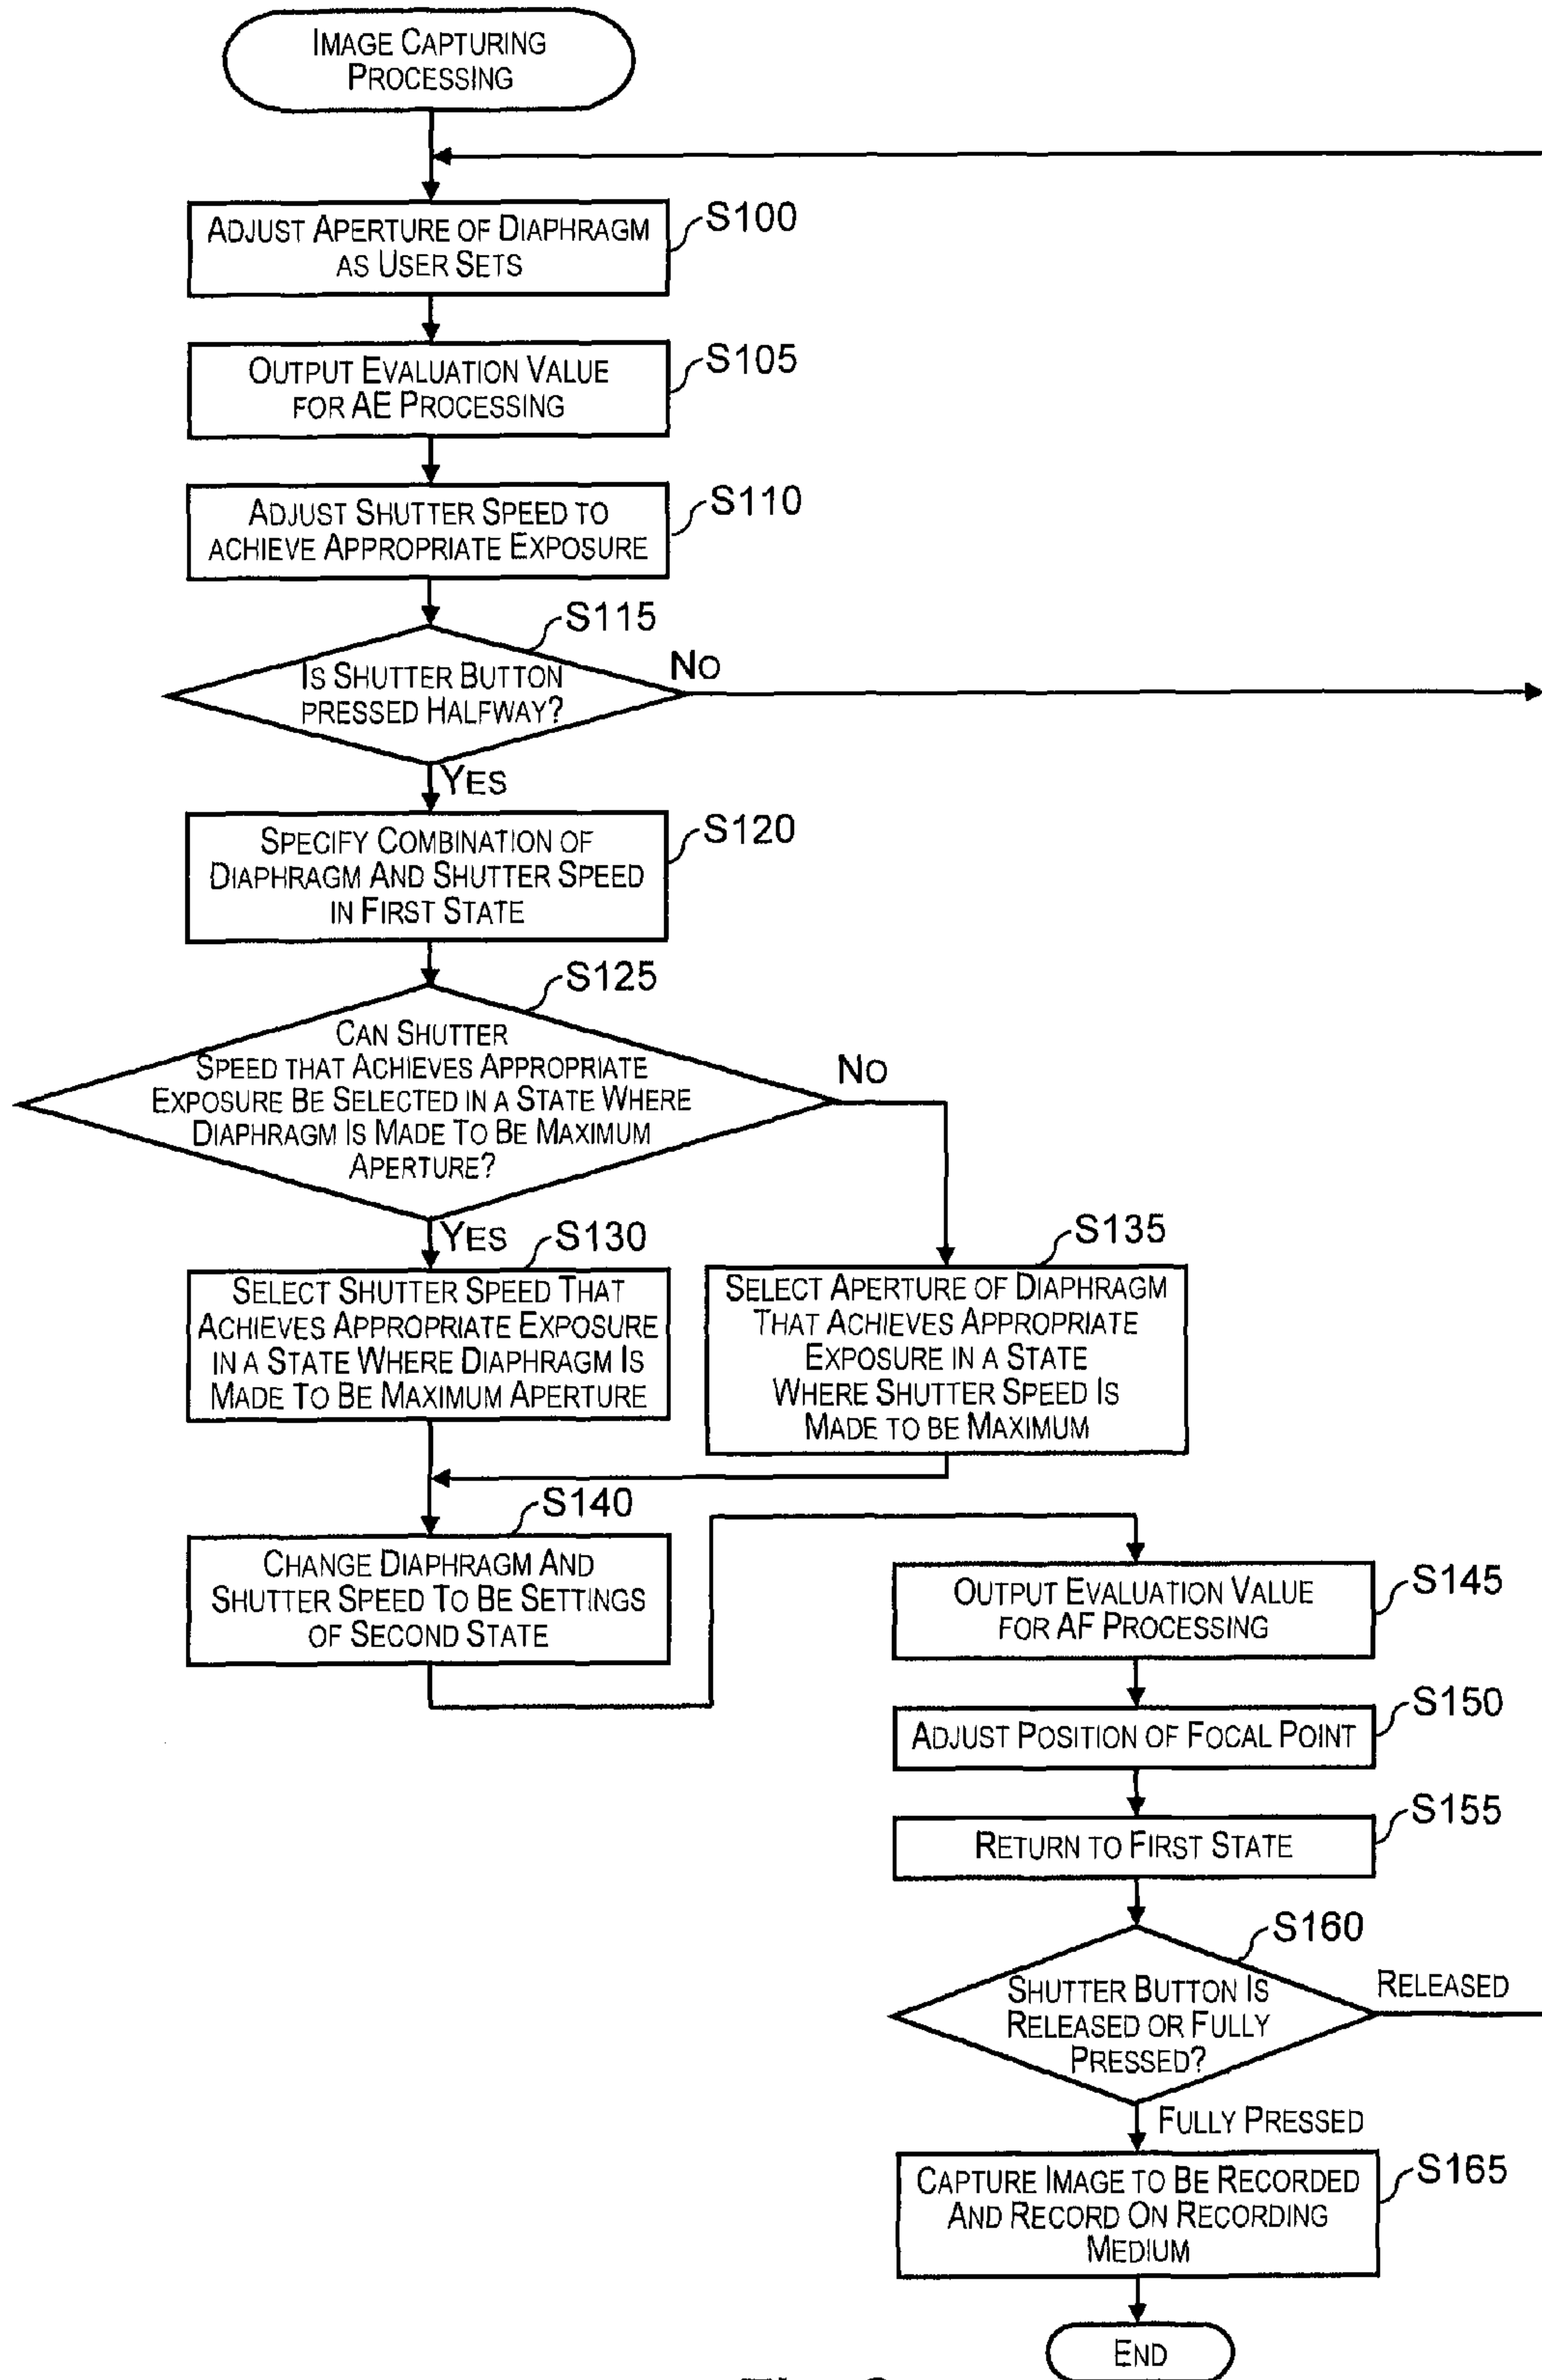 IMAGE CAPTURING
PROCESSING
ADJUST APERTURE OF DIAPHRAGM
AS USER SETS
S100
OUTPUT EVALUATION VALUE
FOR AE PROCESSING
S105
ADJUST SHUTTER SPEED TO
ACHIEVE APPROPRIATE EXPOSURE
S110
S115
IS SHUTTER BUTTON
PRESSED HALFWAY?
NO
YES
SPECIFY COMBINATION OF
DIAPHRAGM AND SHUTTER SPEED
IN FIRST STATE
S120
S125
CAN SHUTTER
SPEED THAT ACHIEVES APPROPRIATE
EXPOSURE BE SELECTED IN A STATE WHERE
DIAPHRAGM IS MADE TO BE MAXIMUM
APERTURE?
NO
YES
S130
SELECT SHUTTER SPEED THAT
ACHIEVES APPROPRIATE EXPOSURE
IN A STATE WHERE DIAPHRAGM IS
MADE TO BE MAXIMUM APERTURE
S135
SELECT APERTURE OF DIAPHRAGM
THAT ACHIEVES APPROPRIATE
EXPOSURE IN A STATE
WHERE SHUTTER SPEED IS
MADE TO BE MAXIMUM
S140
CHANGE DIAPHRAGM AND
SHUTTER SPEED TO BE SETTINGS
OF SECOND STATE
OUTPUT EVALUATION VALUE
FOR AF PROCESSING
S145
ADJUST POSITION OF FOCAL POINT
S150
RETURN TO FIRST STATE
S155
S160
SHUTTER BUTTON IS
RELEASED OR FULLY
PRESSED?
RELEASED
FULLY PRESSED
CAPTURE IMAGE TO BE RECORDED
AND RECORD ON RECORDING
MEDIUM
S165
END